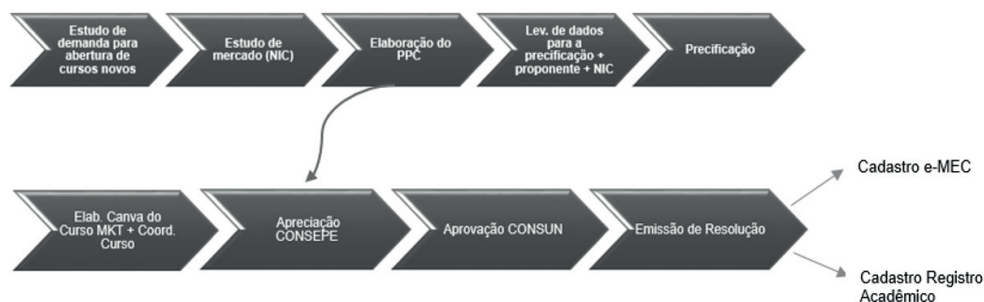 Estudo de
demanda para
abertura de
cursos novos
Estudo de
mercado (NIC)
Elaboração do
PPC
Lev. de dados
para a
precificação +
proponente + NIC
Precificação
Elab. Canva do
Curso MKT + Coord.
Curso
Apreciação
CONSEPE
Aprovação CONSUN
Emissão de Resolução
Cadastro e-MEC
Cadastro Registro
Acadêmico